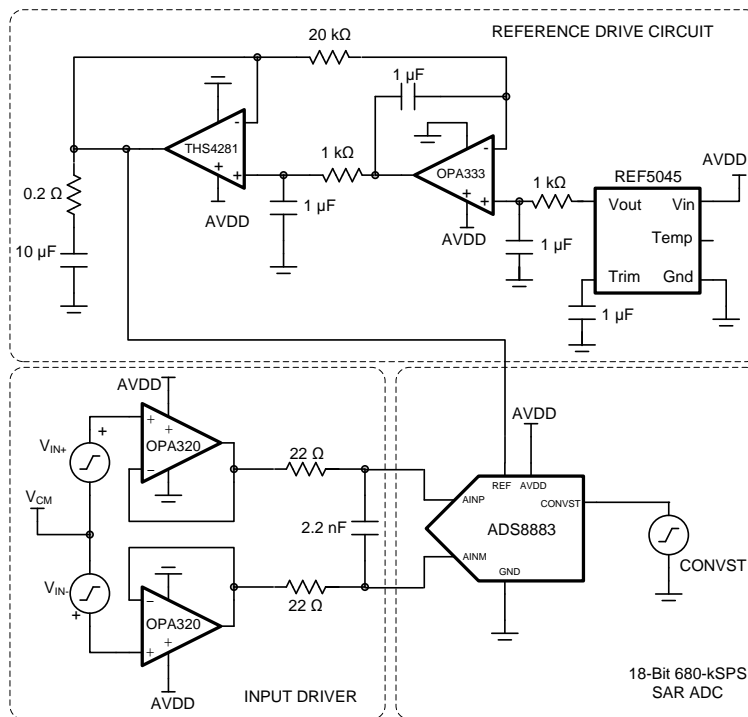 REFERENCE DRIVE CIRCUIT
20 kΩ
1 µF
THS4281
-
+
+
AVDD
1 kΩ
OPA333
-
+
+
AVDD
1 µF
1 kΩ
1 µF
REF5045
AVDD
Vout
Vin
Temp
Trim
Gnd
1 µF
0.2 Ω
10 µF
AVDD
OPA320
+
+
-
VIN+
+
VCM
VIN-
+
22 Ω
2.2 nF
22 Ω
OPA320
-
+
+
AVDD
INPUT DRIVER
AVDD
REF
AVDD
CONVST
AINP
ADS8883
AINM
GND
CONVST
18-Bit 680-kSPS
SAR ADC